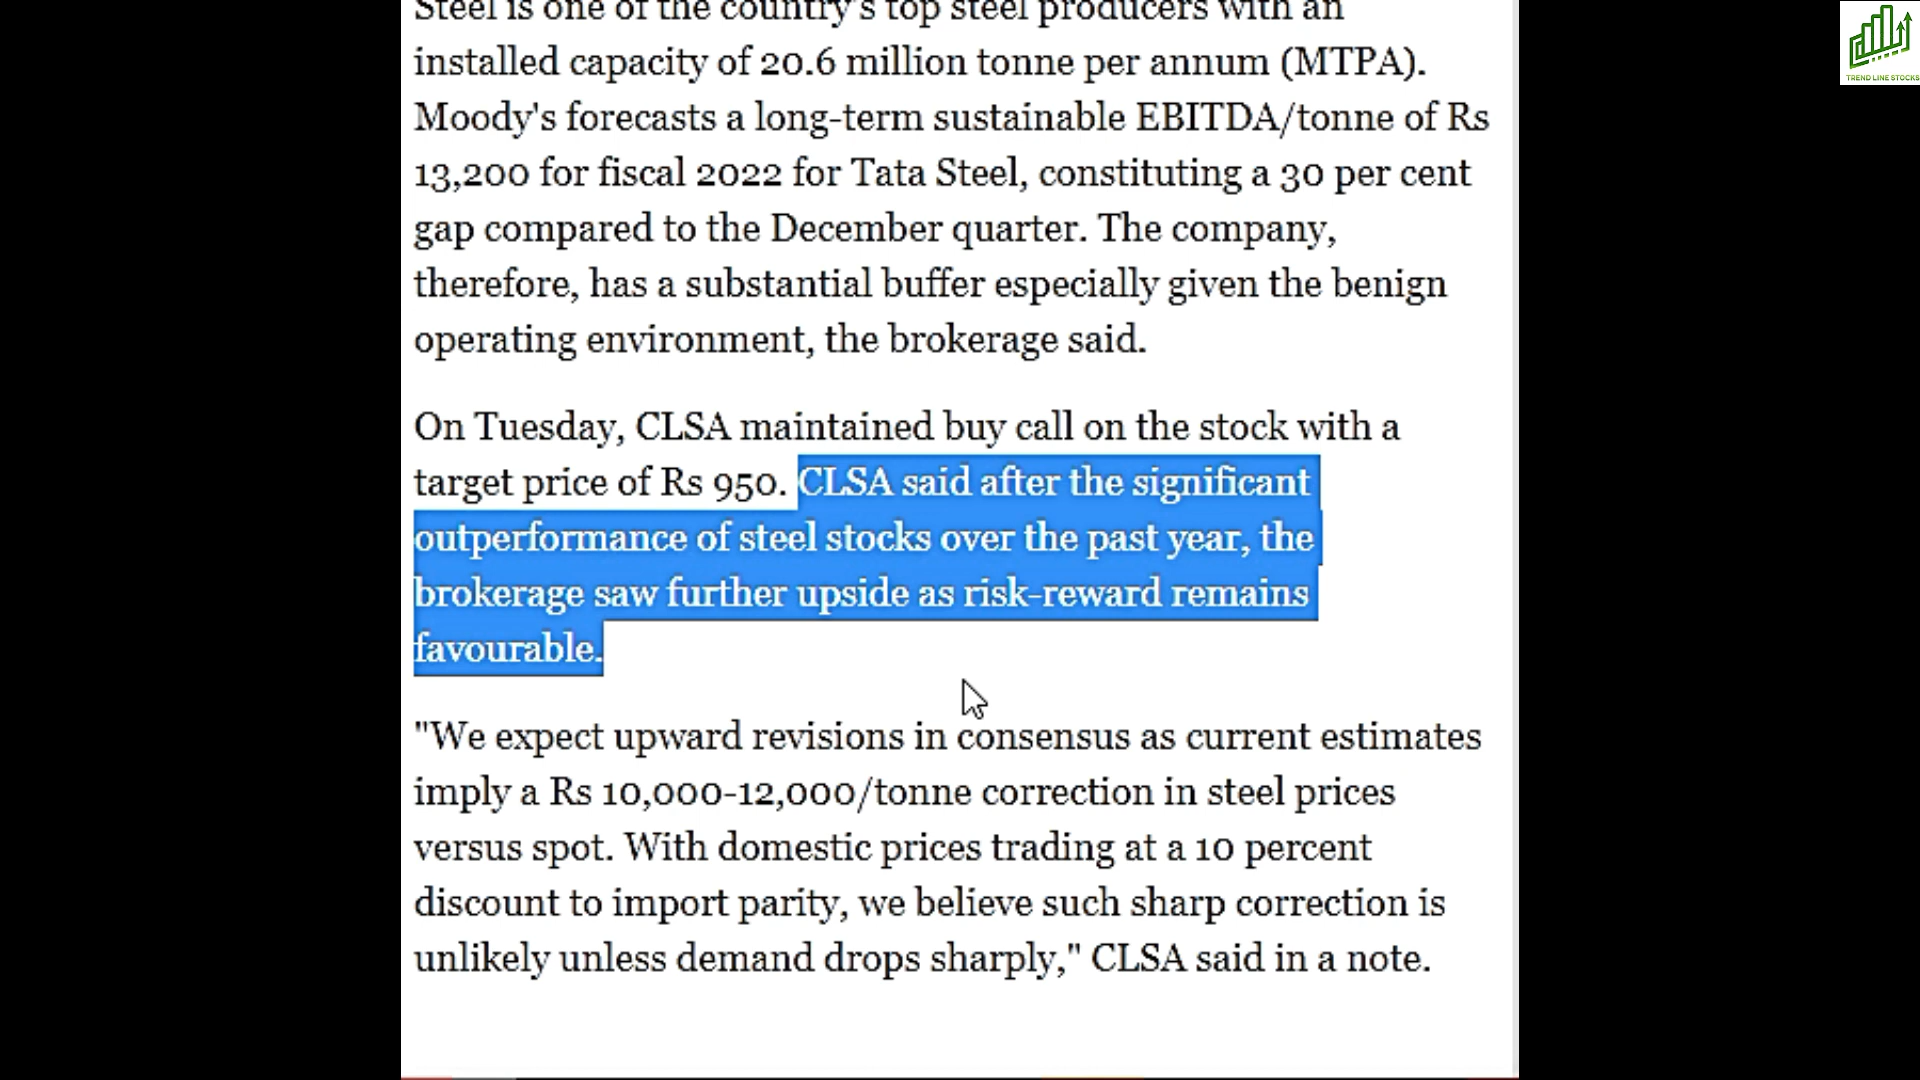 Steel is one of the country's top steel producers with an
installed capacity of 20.6 million tonne per annum (MTPA).
Moody's forecasts a long-term sustainable EBITDA/tonne of Rs
13,200 for fiscal 2022 for Tata Steel, constituting a 30 per cent
gap compared to the December quarter. The company,
therefore, has a substantial buffer especially given the benign
operating environment, the brokerage said.
On Tuesday, CLSA maintained buy call on the stock with a
target price of Rs 950. CLSA said after the significant
outperformance of steel stocks over the past year, the
brokerage saw further upside as risk-reward remains
favourable.
"We expect upward revisions in consensus as current estimates
imply a Rs 10,000-12,000/tonne correction in steel prices
versus spot. With domestic prices trading at a 10 percent
discount to import parity, we believe such sharp correction is
unlikely unless demand drops sharply," CLSA said in a note.
TREND LINE STOCKS